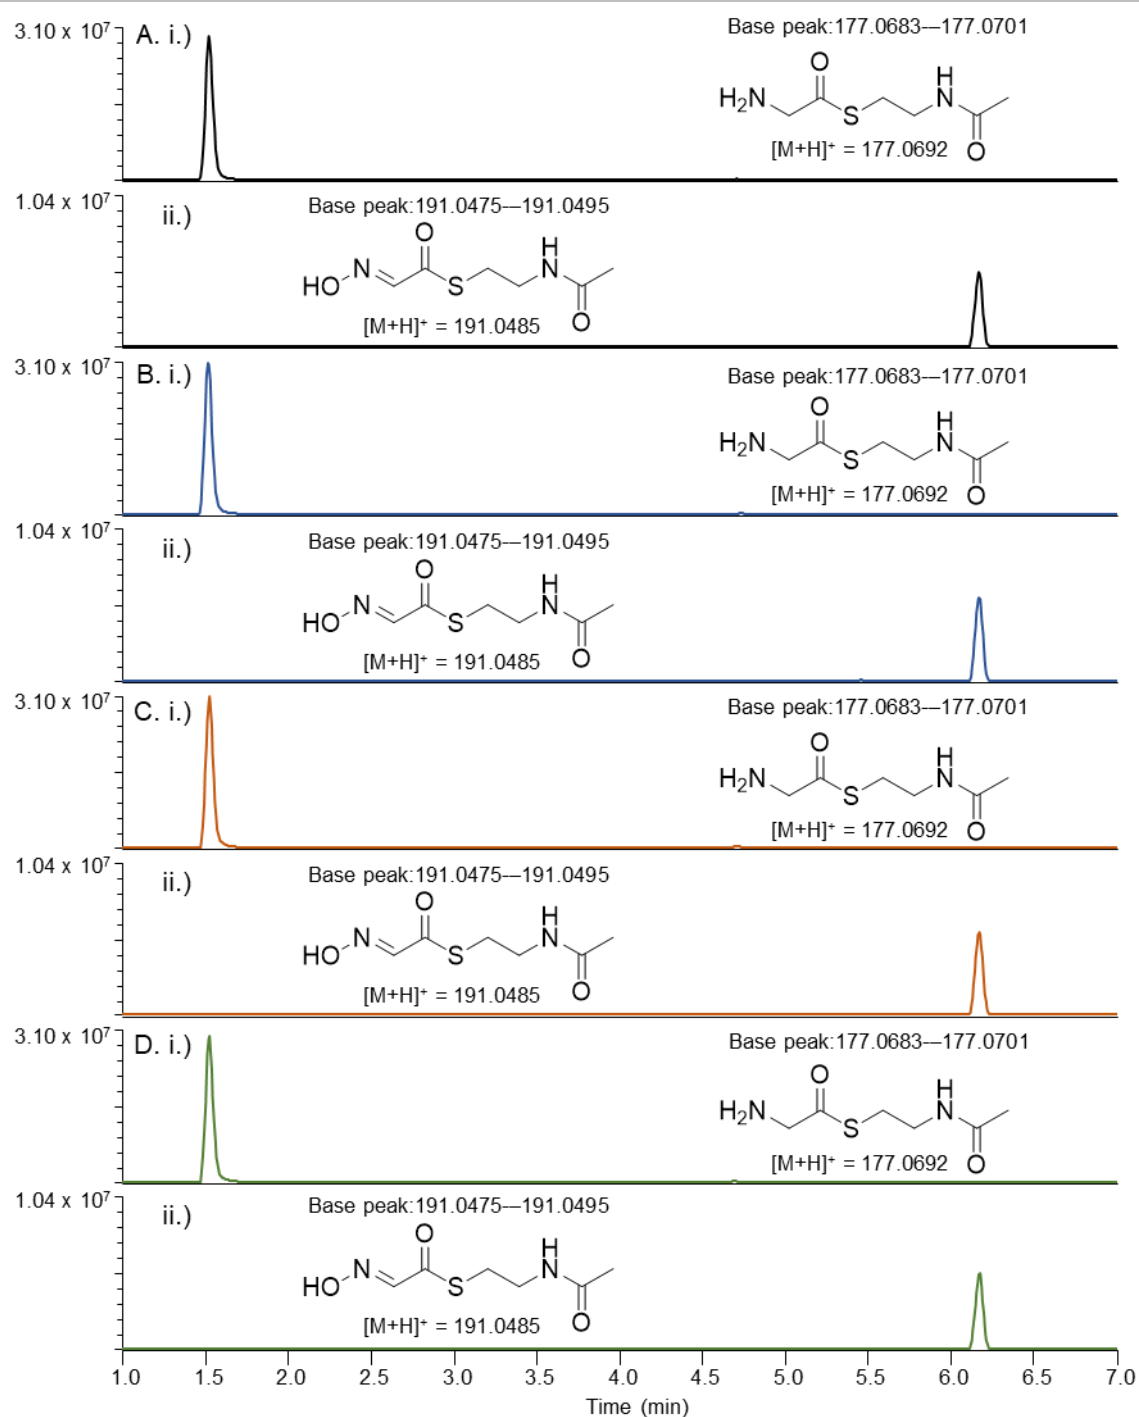 3.10 x 10⁷
A. i.)
Base peak:177.0683-–177.0701
H₂N
O
S
H
N
O
[M+H]⁺ = 177.0692
1.04 x 10⁷
ii.)
Base peak:191.0475-–191.0495
HO
N
O
S
H
N
O
[M+H]⁺ = 191.0485
3.10 x 10⁷
B. i.)
Base peak:177.0683-–177.0701
H₂N
O
S
H
N
O
[M+H]⁺ = 177.0692
1.04 x 10⁷
ii.)
Base peak:191.0475-–191.0495
HO
N
O
S
H
N
O
[M+H]⁺ = 191.0485
3.10 x 10⁷
C. i.)
Base peak:177.0683-–177.0701
H₂N
O
S
H
N
O
[M+H]⁺ = 177.0692
1.04 x 10⁷
ii.)
Base peak:191.0475-–191.0495
HO
N
O
S
H
N
O
[M+H]⁺ = 191.0485
3.10 x 10⁷
D. i.)
Base peak:177.0683-–177.0701
H₂N
O
S
H
N
O
[M+H]⁺ = 177.0692
1.04 x 10⁷
ii.)
Base peak:191.0475-–191.0495
HO
N
O
S
H
N
O
[M+H]⁺ = 191.0485
1.0 1.5 2.0 2.5 3.0 3.5 4.0 4.5 5.0 5.5 6.0 6.5 7.0
Time (min)